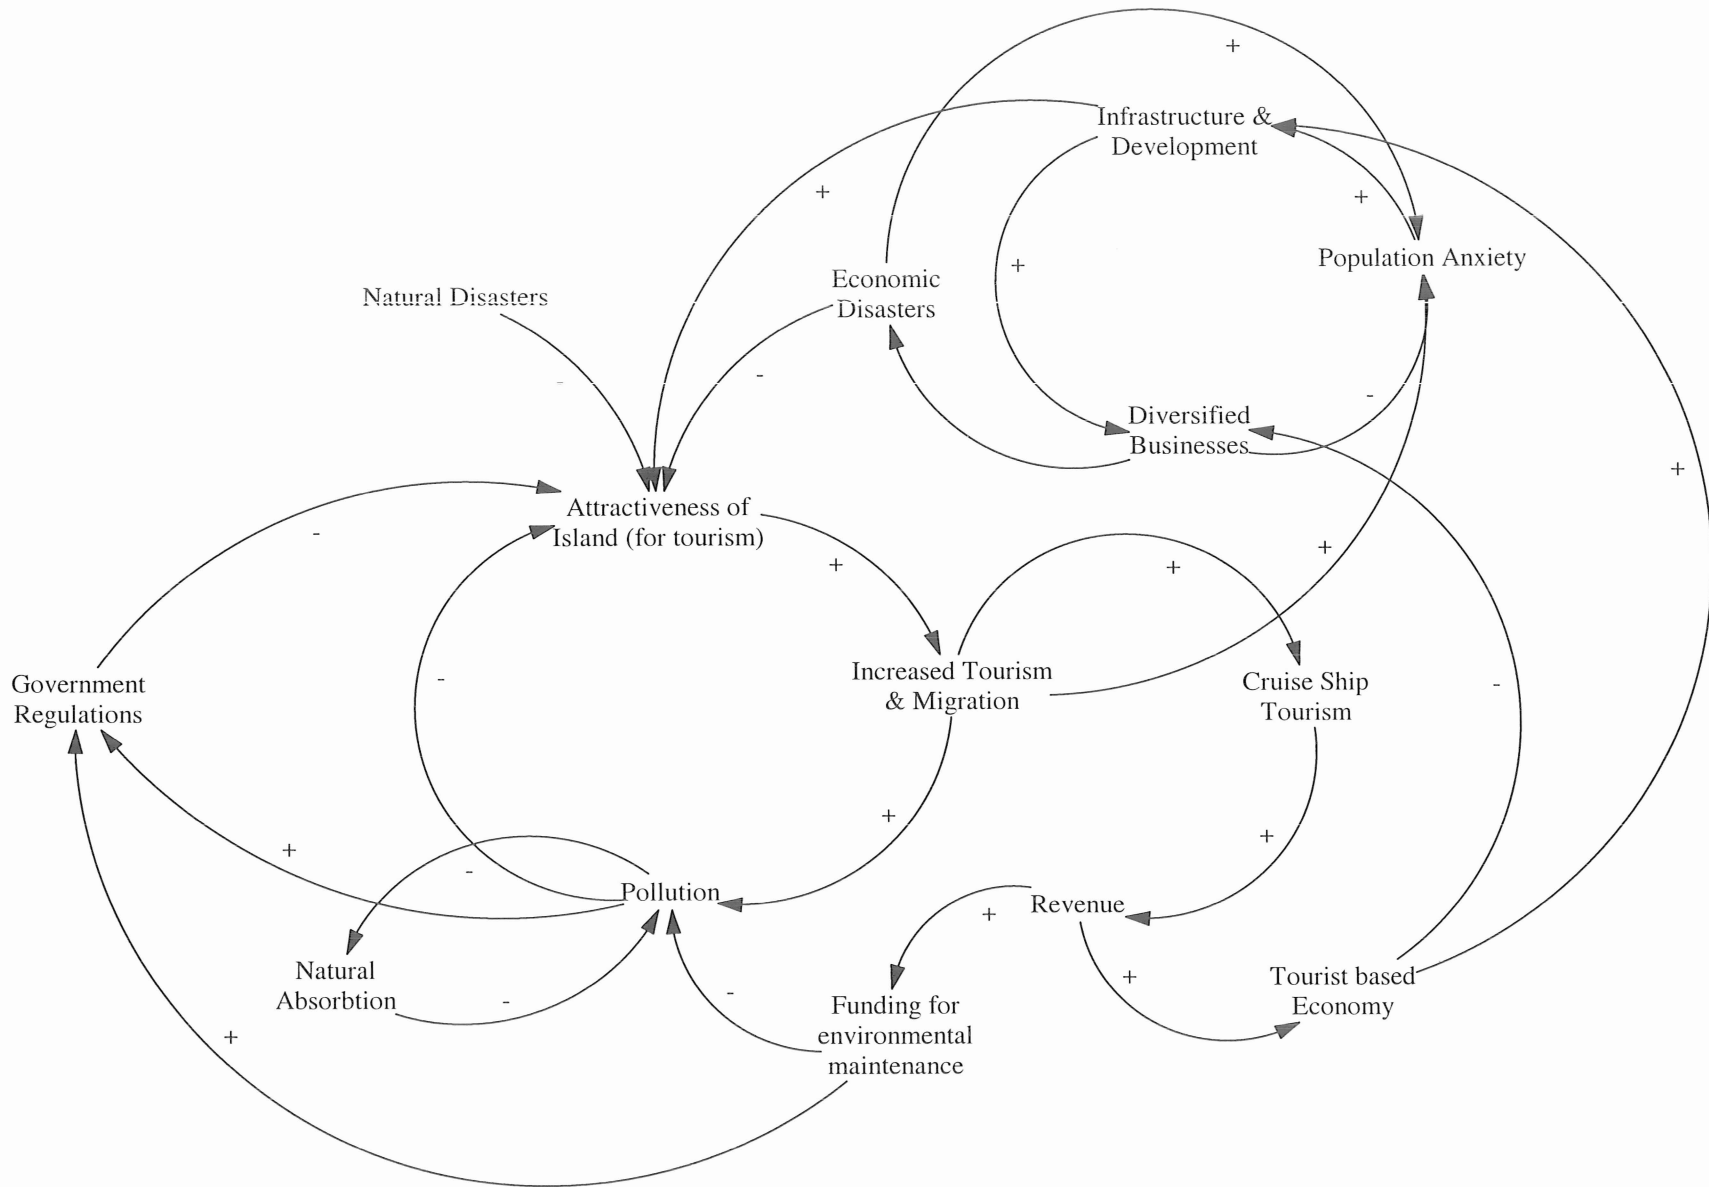 +
Infrastructure &
Development
+
+
Population Anxiety
+
Economic
Disasters
Natural Disasters
-
-
-
Diversified
Businesses
+
Attractiveness of
Island (for tourism)
-
+
+
+
Increased Tourism
& Migration
Cruise Ship
Tourism
-
-
Government
Regulations
+
+
+
-
Pollution
Revenue
+
Natural
Absorbtion
-
-
+
Tourist based
Economy
Funding for
environmental
maintenance
+